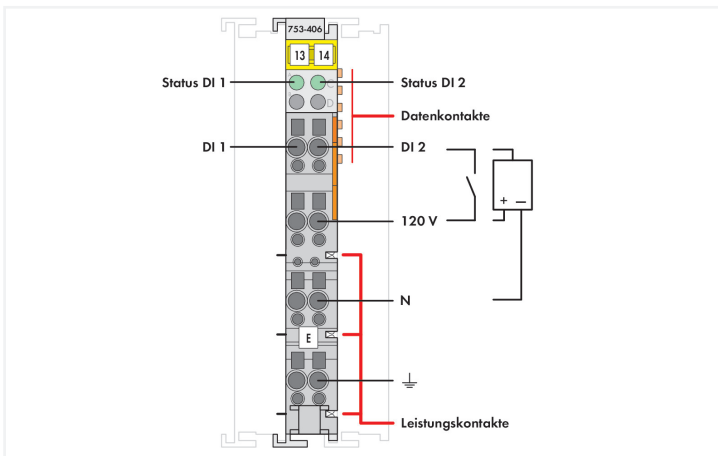 753-406
13 14
Status DI 1
Status DI 2
C
D
Datenkontakte
DI 1
DI 2
+ –
120 V
N
E
Leistungskontakte